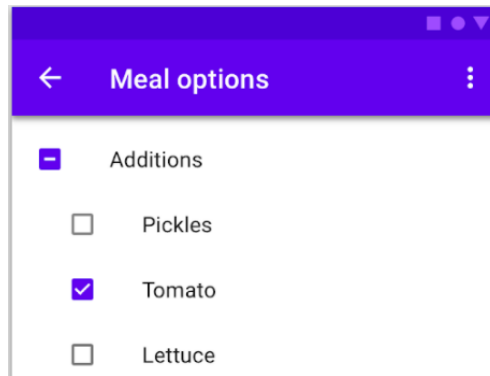 Meal options
Additions
Pickles
Tomato
Lettuce